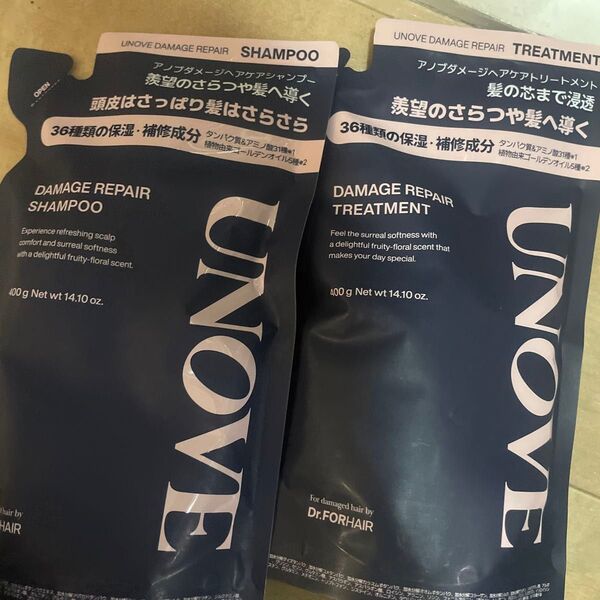 OPEN
UNOVE DAMAGE REPAIR SHAMPOO
アノブダメージヘアケアシャンプー
羨望のさらつや髪へ導く
頭皮はさっぱり髪はさらさら
36種類の保湿・補修成分
タンパク質&アミノ酸31種*1
植物由来ゴールデンオイル5種*2
DAMAGE REPAIR
SHAMPOO
Experience refreshing scalp
comfort and surreal softness
with a delightful fruity-floral scent.
400 g Net wt 14.10 oz.
UNOVE
hair by
Dr.FORHAIR
UNOVE DAMAGE REPAIR TREATMENT
アノブダメージヘアケアトリートメント
髪の芯まで浸透
羨望のさらつや髪へ導く
36種類の保湿・補修成分
タンパク質&アミノ酸31種*1
植物由来ゴールデンオイル5種*2
DAMAGE REPAIR
TREATMENT
Feel the surreal softness with
a delightful fruity-floral scent that
makes your day special.
400 g Net wt 14.10 oz.
UNOVE
For damaged hair by
Dr.FORHAIR